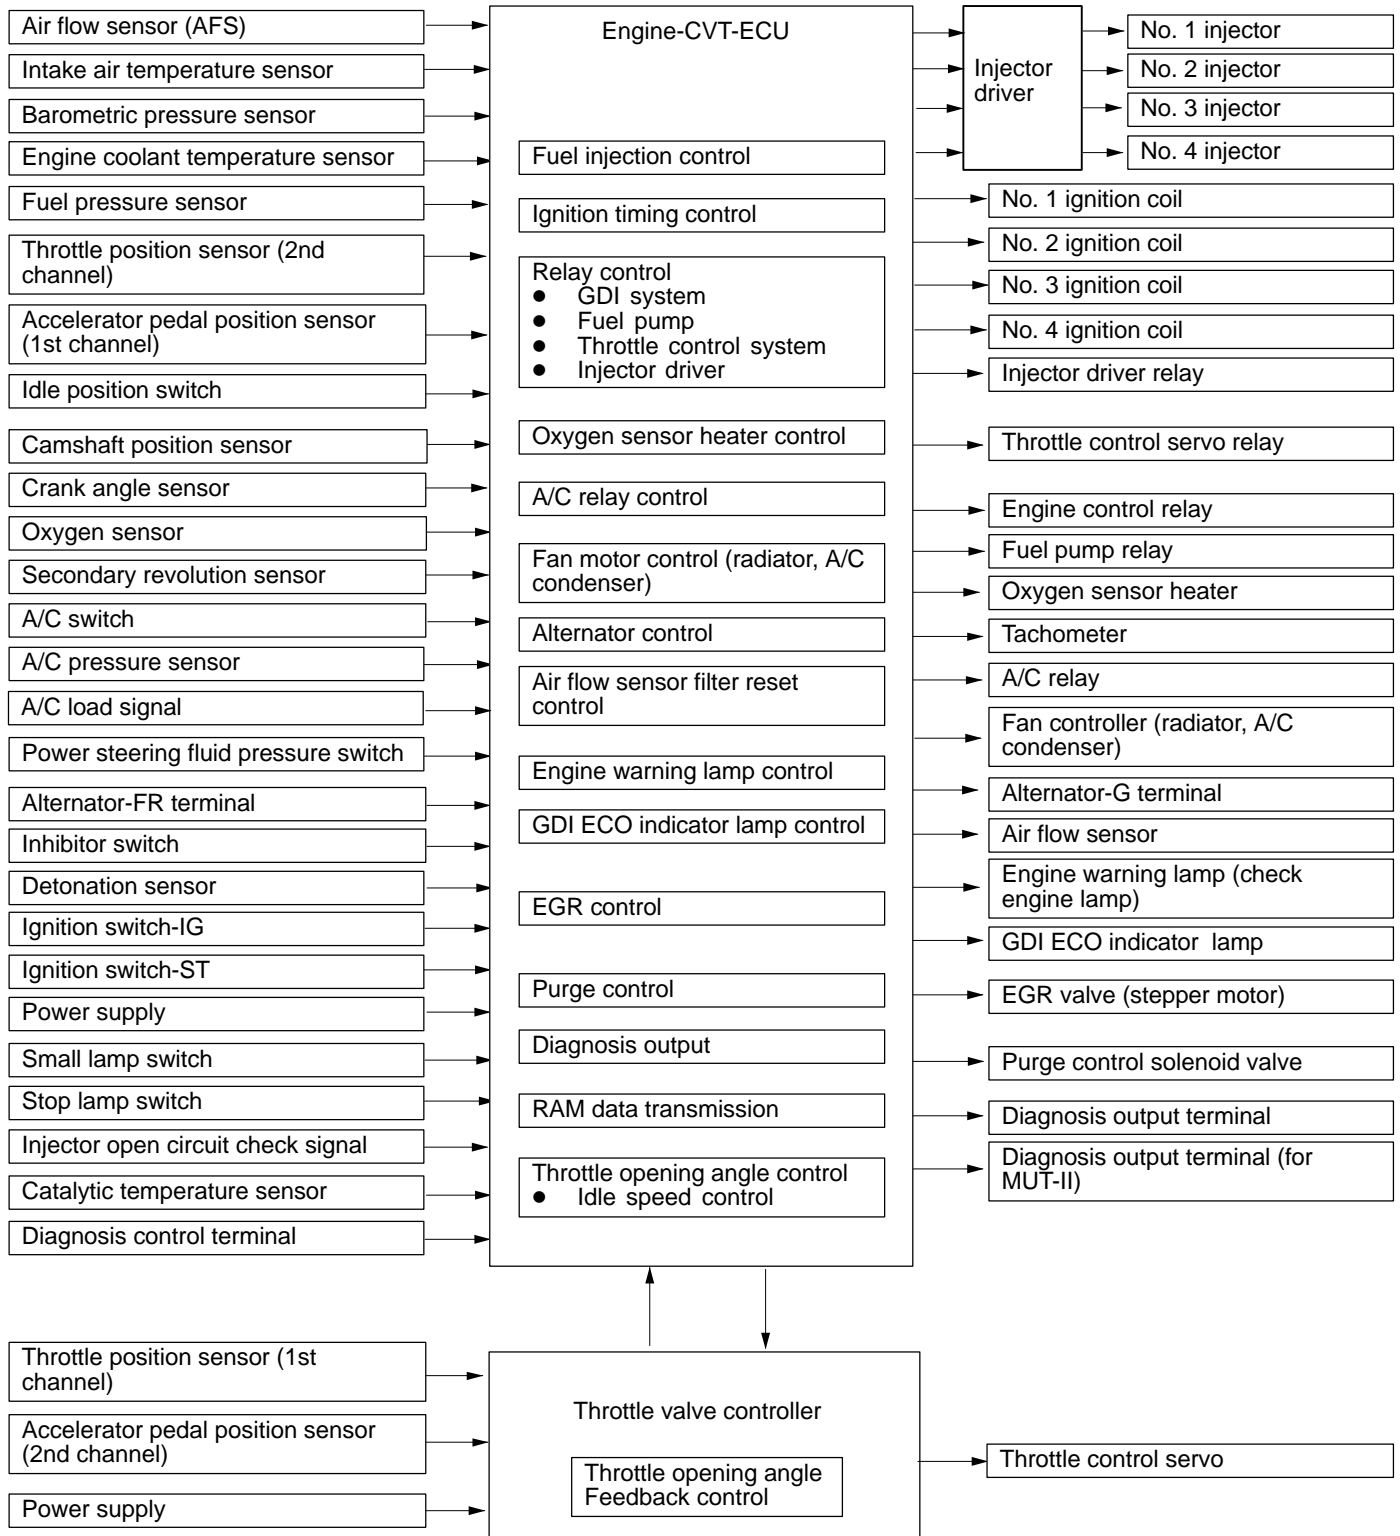 Air flow sensor (AFS)
Intake air temperature sensor
Barometric pressure sensor
Engine coolant temperature sensor
Fuel pressure sensor
Throttle position sensor (2nd
channel)
Accelerator pedal position sensor
(1st channel)
Idle position switch
Camshaft position sensor
Crank angle sensor
Oxygen sensor
Secondary revolution sensor
A/C switch
A/C pressure sensor
A/C load signal
Power steering fluid pressure switch
Alternator-FR terminal
Inhibitor switch
Detonation sensor
Ignition switch-IG
Ignition switch-ST
Power supply
Small lamp switch
Stop lamp switch
Injector open circuit check signal
Catalytic temperature sensor
Diagnosis control terminal
Engine-CVT-ECU
Fuel injection control
Ignition timing control
Relay control
● GDI system
● Fuel pump
● Throttle control system
● Injector driver
Oxygen sensor heater control
A/C relay control
Fan motor control (radiator, A/C
condenser)
Alternator control
Air flow sensor filter reset
control
Engine warning lamp control
GDI ECO indicator lamp control
EGR control
Purge control
Diagnosis output
RAM data transmission
Throttle opening angle control
● Idle speed control
Injector
driver
No. 1 injector
No. 2 injector
No. 3 injector
No. 4 injector
No. 1 ignition coil
No. 2 ignition coil
No. 3 ignition coil
No. 4 ignition coil
Injector driver relay
Throttle control servo relay
Engine control relay
Fuel pump relay
Oxygen sensor heater
Tachometer
A/C relay
Fan controller (radiator, A/C
condenser)
Alternator-G terminal
Air flow sensor
Engine warning lamp (check
engine lamp)
GDI ECO indicator lamp
EGR valve (stepper motor)
Purge control solenoid valve
Diagnosis output terminal
Diagnosis output terminal (for
MUT-II)
Throttle position sensor (1st
channel)
Accelerator pedal position sensor
(2nd channel)
Power supply
Throttle valve controller
Throttle opening angle
Feedback control
Throttle control servo